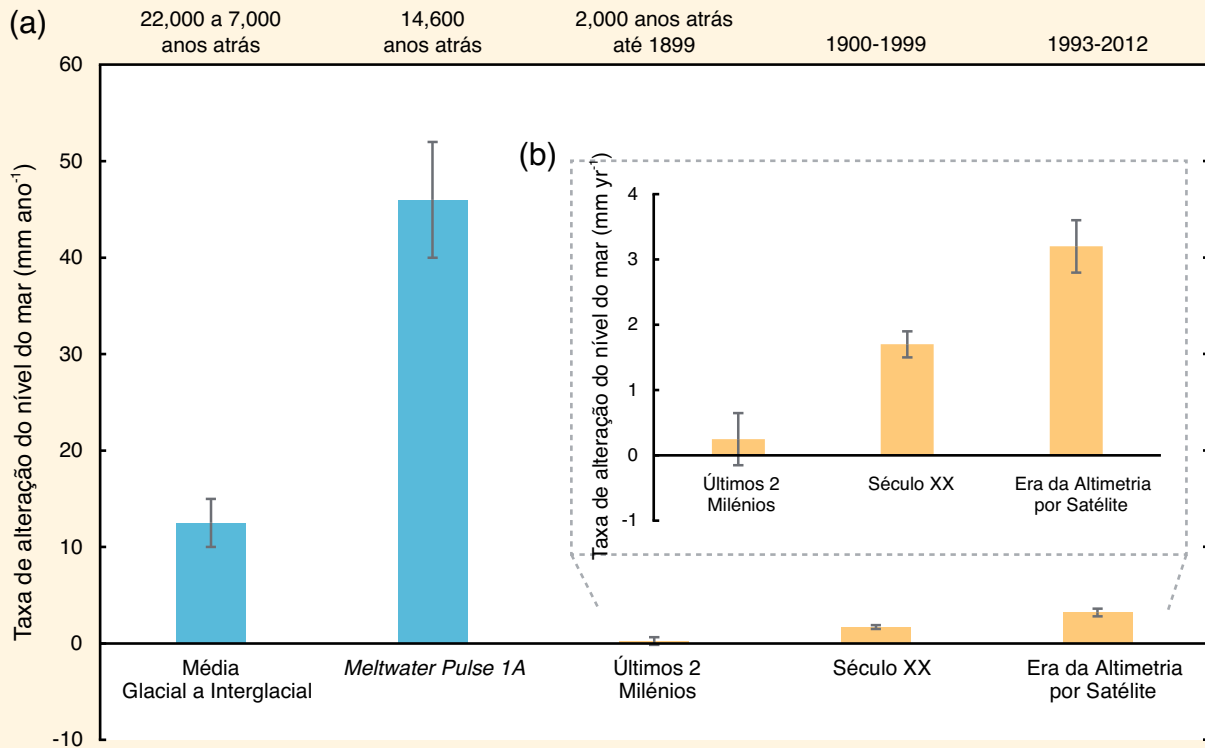 (a)
22,000 a 7,000
anos atrás
14,600
anos atrás
2,000 anos atrás
até 1899
1900-1999
1993-2012
Taxa de alteração do nível do mar (mm ano⁻¹)
60
50
40
30
20
10
0
-10
Média
Glacial a Interglacial
Meltwater Pulse 1A
Últimos 2
Milénios
Século XX
Era da Altimetria
por Satélite
(b)
Taxa de alteração do nível do mar (mm yr⁻¹)
4
3
2
1
0
-1
Últimos 2
Milénios
Século XX
Era da Altimetria
por Satélite